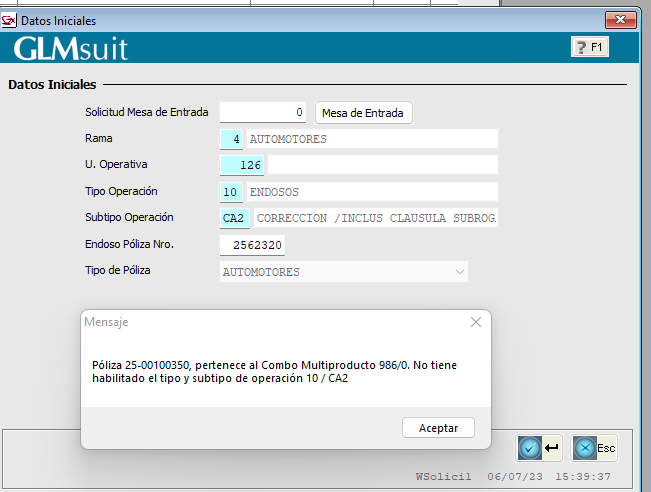 Datos Iniciales
GLMsuit
? F1
Datos Iniciales
Solicitud Mesa de Entrada 0 Mesa de Entrada
Rama 4 AUTOMOTORES
U. Operativa 126
Tipo Operación 10 ENDOSOS
Subtipo Operación CA2 CORRECCION /INCLUS CLAUSULA SUBROG.
Endoso Póliza Nro. 2562320
Tipo de Póliza AUTOMOTORES
Mensaje
Póliza 25-00100350, pertenece al Combo Multiproducto 986/0. No tiene
habilitado el tipo y subtipo de operación 10 / CA2
Aceptar
Esc
WSolici1 06/07/23 15:39:37